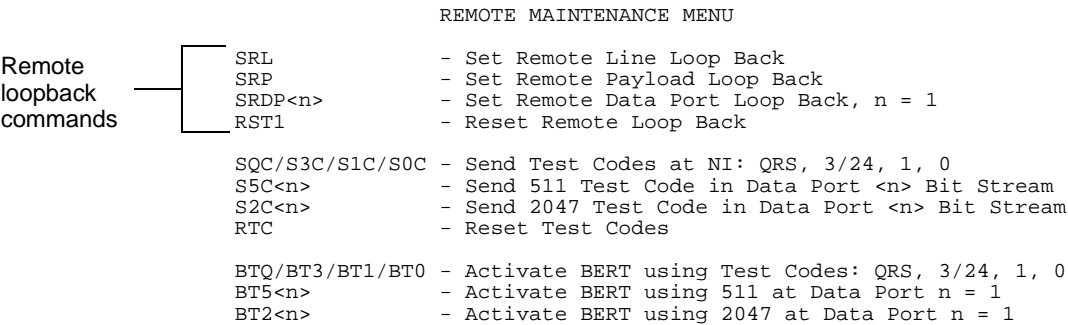 REMOTE MAINTENANCE MENU
Remote
loopback
commands
SRL - Set Remote Line Loop Back
SRP - Set Remote Payload Loop Back
SRDP<n> - Set Remote Data Port Loop Back, n = 1
RST1 - Reset Remote Loop Back
SQC/S3C/S1C/S0C - Send Test Codes at NI: QRS, 3/24, 1, 0
S5C<n> - Send 511 Test Code in Data Port <n> Bit Stream
S2C<n> - Send 2047 Test Code in Data Port <n> Bit Stream
RTC - Reset Test Codes
BTQ/BT3/BT1/BT0 - Activate BERT using Test Codes: QRS, 3/24, 1, 0
BT5<n> - Activate BERT using 511 at Data Port n = 1
BT2<n> - Activate BERT using 2047 at Data Port n = 1